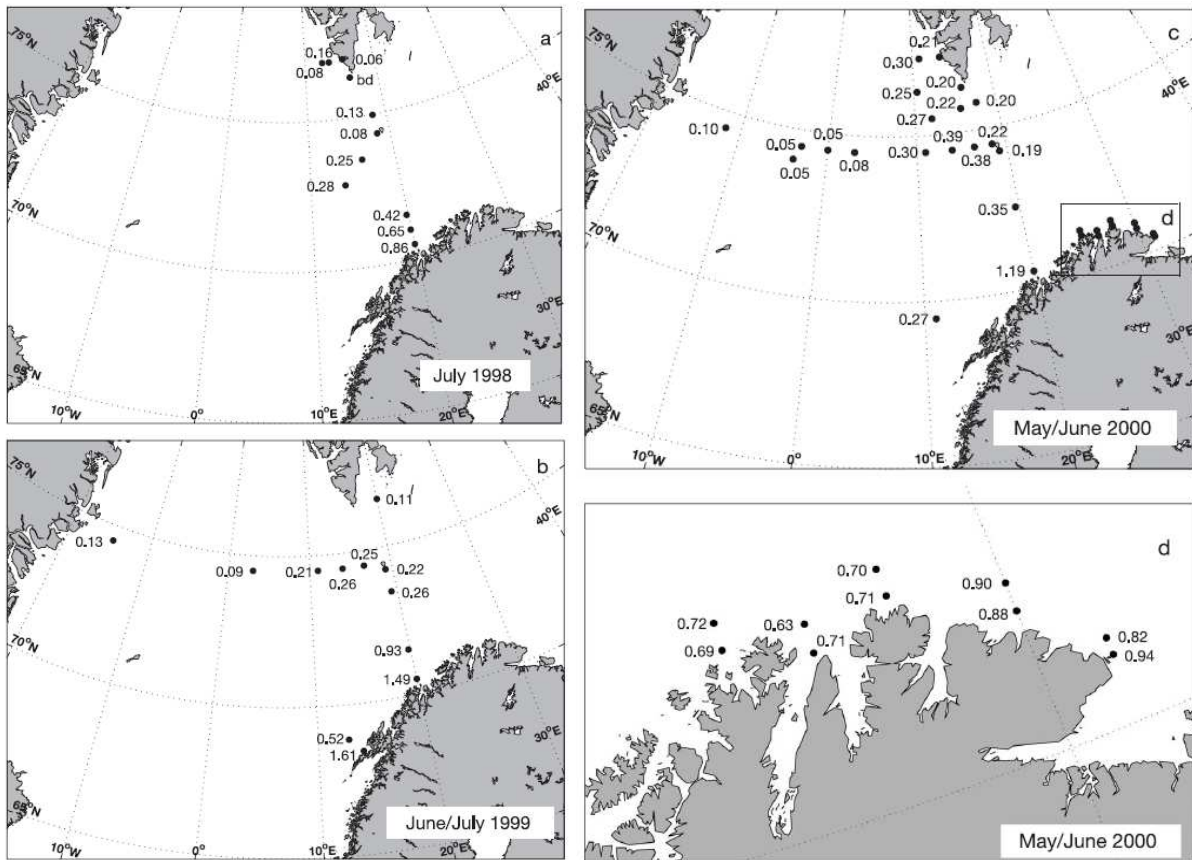 a
75°N
0.16
0.06
0.08
bd
40°E
0.13
0.08
0.25
0.28
70°N
0.42
0.65
0.86
30°E
65°N
July 1998
10°W
0°
10°E
20°E
b
75°N
0.11
40°E
0.13
0.25
0.09
0.21
0.22
0.26
0.26
70°N
0.93
1.49
0.52
1.61
30°E
65°N
June/July 1999
10°W
0°
10°E
20°E
c
75°N
0.21
0.30
40°E
0.20
0.25
0.22
0.20
0.27
0.10
0.05
0.05
0.39
0.22
0.05
0.08
0.30
0.38
0.19
70°N
0.35
d
1.19
0.27
30°E
65°N
May/June 2000
10°W
0°
10°E
20°E
d
0.70
0.90
0.71
0.88
0.72
0.63
0.82
0.69
0.71
0.94
May/June 2000